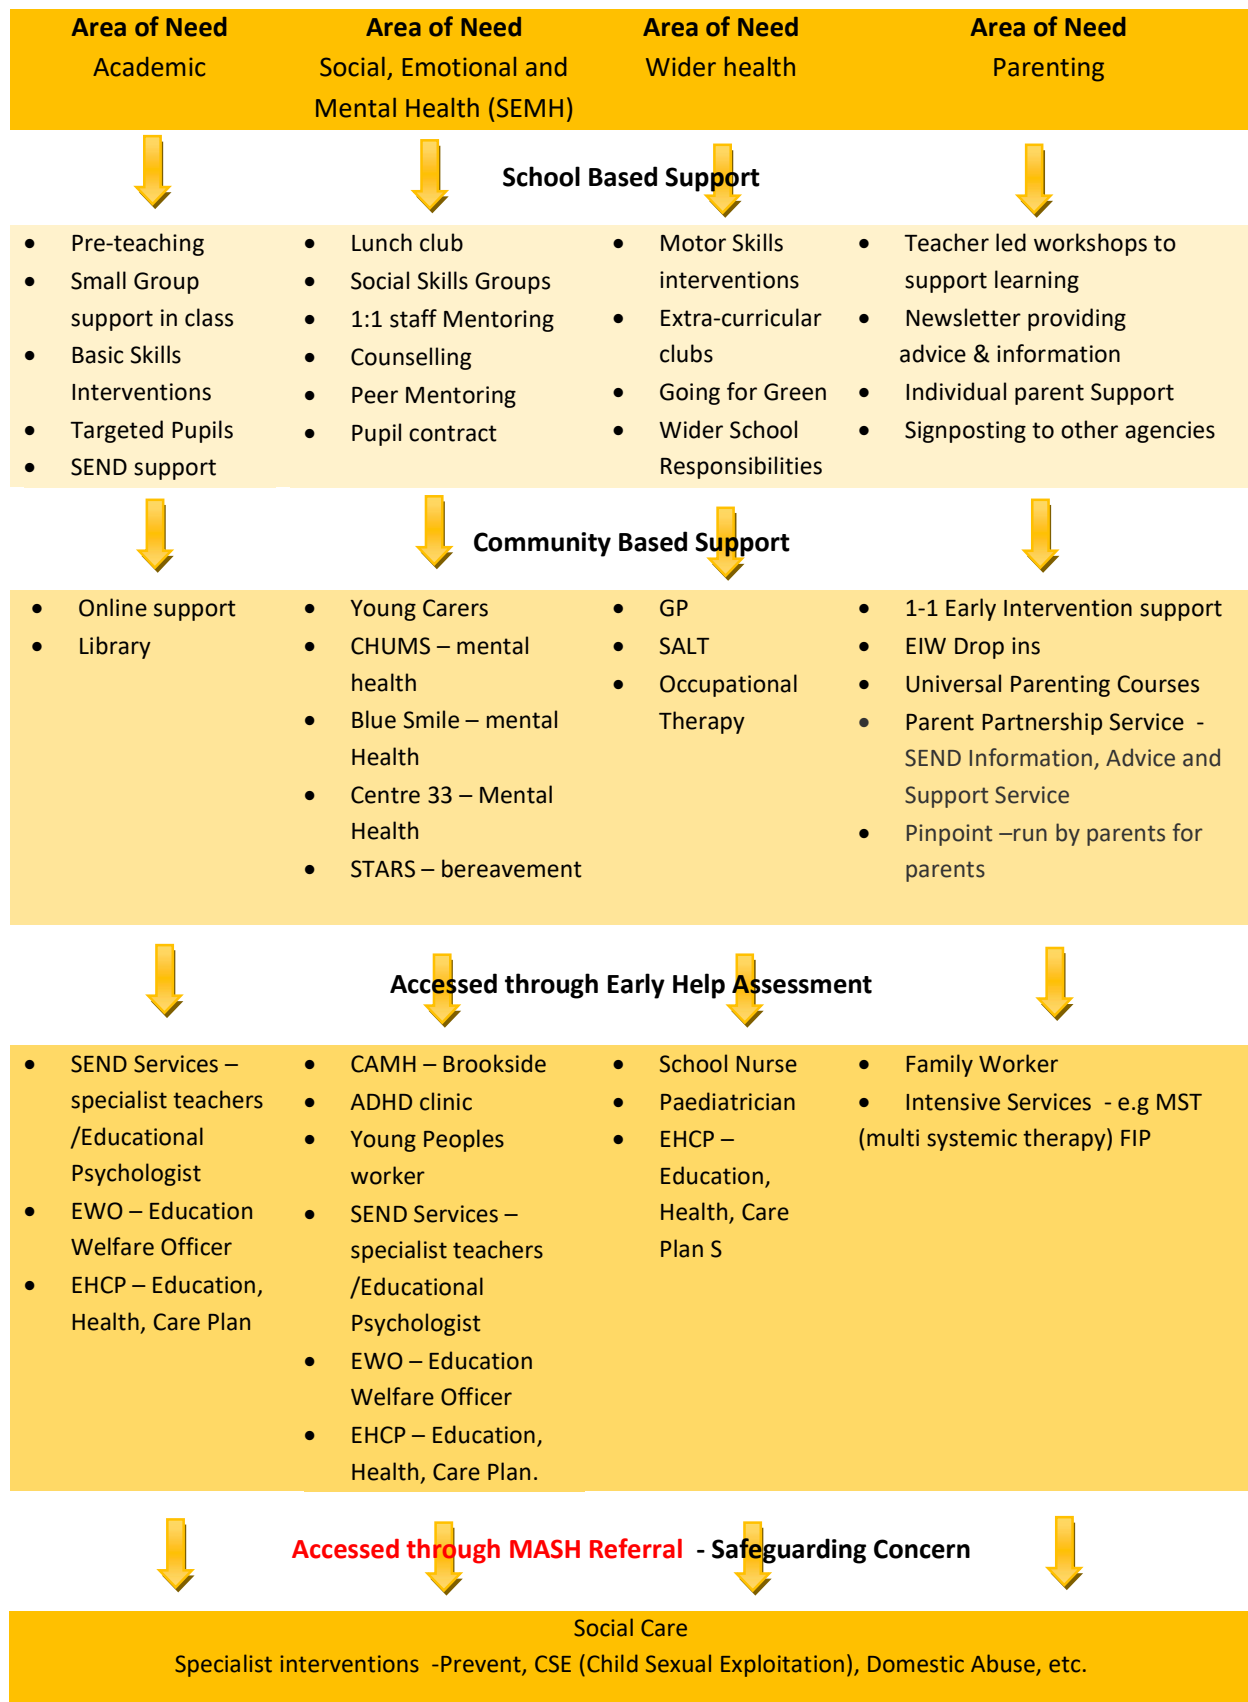 Area of Need
Academic
Area of Need
Social, Emotional and
Mental Health (SEMH)
Area of Need
Wider health
Area of Need
Parenting
School Based Support
• Pre-teaching
• Small Group
support in class
• Basic Skills
Interventions
• Targeted Pupils
• SEND support
• Lunch club
• Social Skills Groups
• 1:1 staff Mentoring
• Counselling
• Peer Mentoring
• Pupil contract
• Motor Skills
interventions
• Extra-curricular
clubs
• Going for Green
• Wider School
Responsibilities
• Teacher led workshops to
support learning
• Newsletter providing
advice & information
• Individual parent Support
• Signposting to other agencies
Community Based Support
• Online support
• Library
• Young Carers
• CHUMS – mental
health
• Blue Smile – mental
Health
• Centre 33 – Mental
Health
• STARS – bereavement
• GP
• SALT
• Occupational
Therapy
• 1-1 Early Intervention support
• EIW Drop ins
• Universal Parenting Courses
• Parent Partnership Service -
SEND Information, Advice and
Support Service
• Pinpoint –run by parents for
parents
Accessed through Early Help Assessment
• SEND Services –
specialist teachers
/Educational
Psychologist
• EWO – Education
Welfare Officer
• EHCP – Education,
Health, Care Plan
• CAMH – Brookside
• ADHD clinic
• Young Peoples
worker
• SEND Services –
specialist teachers
/Educational
Psychologist
• EWO – Education
Welfare Officer
• EHCP – Education,
Health, Care Plan.
• School Nurse
• Paediatrician
• EHCP –
Education,
Health, Care
Plan S
• Family Worker
• Intensive Services - e.g MST
(multi systemic therapy) FIP
Accessed through MASH Referral - Safeguarding Concern
Social Care
Specialist interventions -Prevent, CSE (Child Sexual Exploitation), Domestic Abuse, etc.